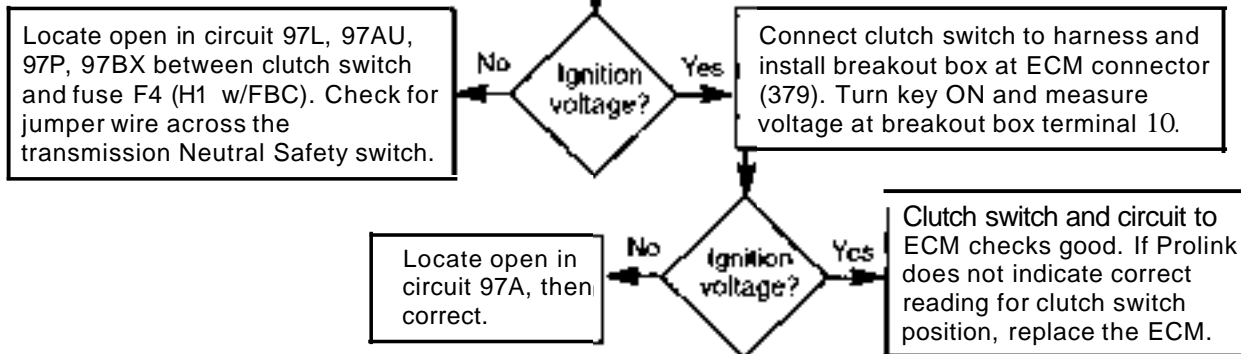 Locate open in circuit 97L, 97AU,
97P, 97BX between clutch switch
and fuse F4 (H1 w/FBC). Check for
jumper wire across the
transmission Neutral Safety switch.
No
Ignition
voltage?
Yes
Connect clutch switch to harness and
install breakout box at ECM connector
(379). Turn key ON and measure
voltage at breakout box terminal 10.
Locate open in
circuit 97A, then
correct.
No
Ignition
voltage?
Yes
Clutch switch and circuit to
ECM checks good. If Prolink
does not indicate correct
reading for clutch switch
position, replace the ECM.